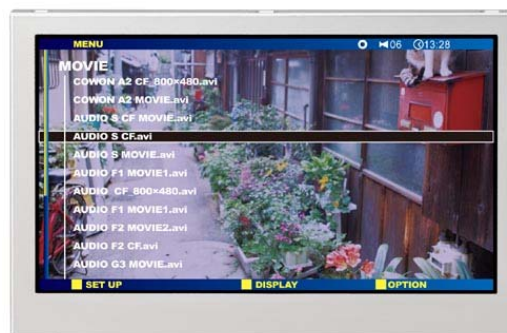 MENU 06 13:28
MOVIE
COWON A2 CF_800×480.avi
COWON A2 MOVIE.avi
AUDIO S CF MOVIE.avi
AUDIO S CF.avi
AUDIO S MOVIE.avi
AUDIO F1 MOVIE1.avi
AUDIO CF_800×480.avi
AUDIO F1 MOVIE1.avi
AUDIO F2 MOVIE2.avi
AUDIO F2 CF.avi
AUDIO G3 MOVIE.avi
SET UP DISPLAY OPTION